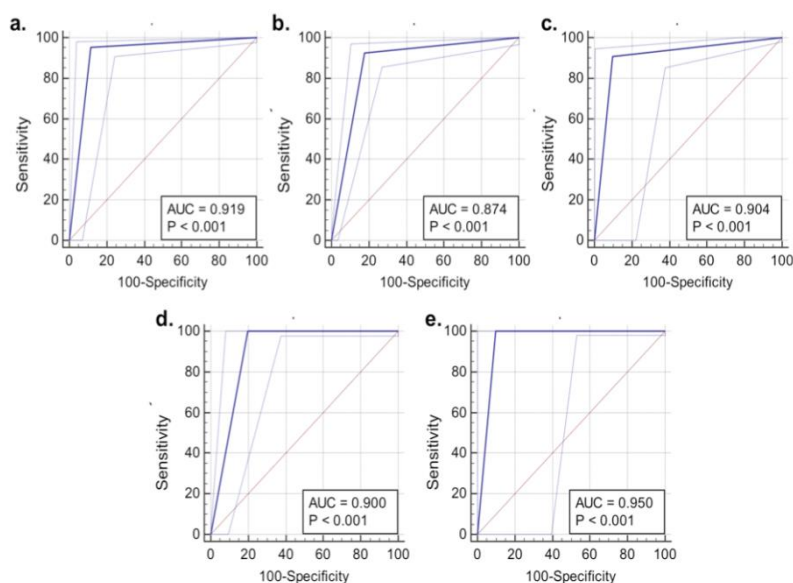 a.
100
80
60
40
20
0
Sensitivity
AUC = 0.919
P < 0.001
0 20 40 60 80 100
100-Specificity
b.
100
80
60
40
20
0
Sensitivity
AUC = 0.874
P < 0.001
0 20 40 60 80 100
100-Specificity
c.
100
80
60
40
20
0
Sensitivity
AUC = 0.904
P < 0.001
0 20 40 60 80 100
100-Specificity
d.
100
80
60
40
20
0
Sensitivity
AUC = 0.900
P < 0.001
0 20 40 60 80 100
100-Specificity
e.
100
80
60
40
20
0
Sensitivity
AUC = 0.950
P < 0.001
0 20 40 60 80 100
100-Specificity